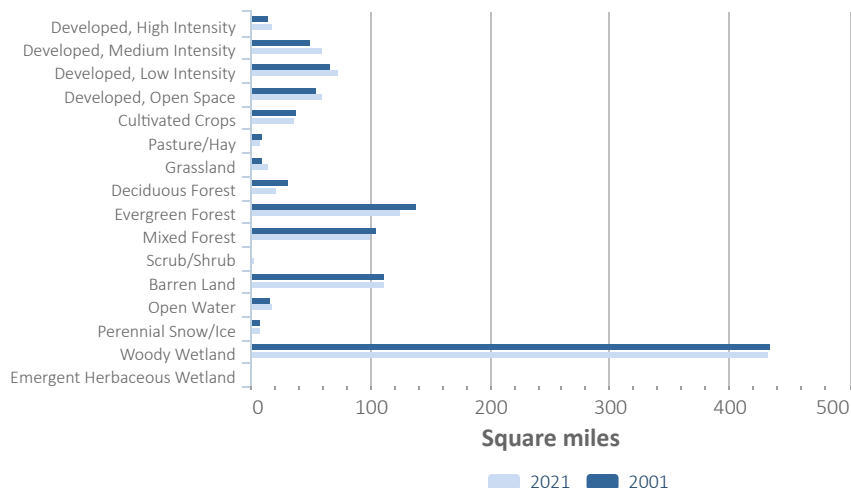 Developed, High Intensity
Developed, Medium Intensity
Developed, Low Intensity
Developed, Open Space
Cultivated Crops
Pasture/Hay
Grassland
Deciduous Forest
Evergreen Forest
Mixed Forest
Scrub/Shrub
Barren Land
Open Water
Perennial Snow/Ice
Woody Wetland
Emergent Herbaceous Wetland
0 100 200 300 400 500
Square miles
2021 2001